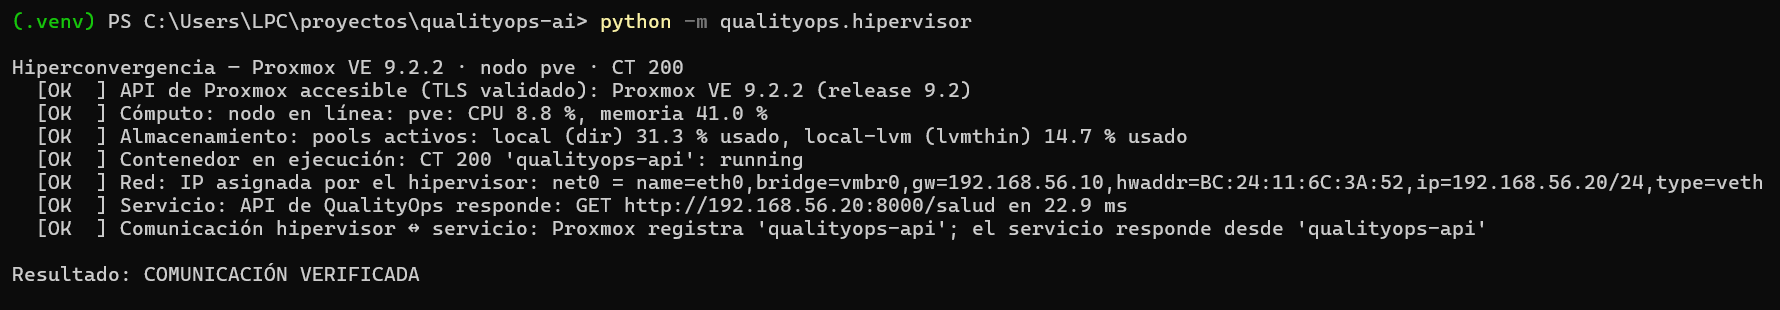 (.venv) PS C:\Users\LPC\proyectos\qualityops-ai> python -m qualityops.hipervisor
Hiperconvergencia — Proxmox VE 9.2.2 · nodo pve · CT 200
[OK  ] API de Proxmox accesible (TLS validado): Proxmox VE 9.2.2 (release 9.2)
[OK  ] Cómputo: nodo en línea: pve: CPU 8.8 %, memoria 41.0 %
[OK  ] Almacenamiento: pools activos: local (dir) 31.3 % usado, local-lvm (lvmthin) 14.7 % usado
[OK  ] Contenedor en ejecución: CT 200 'qualityops-api': running
[OK  ] Red: IP asignada por el hipervisor: net0 = name=eth0,bridge=vmbr0,gw=192.168.56.10,hwaddr=BC:24:11:6C:3A:52,ip=192.168.56.20/24,type=veth
[OK  ] Servicio: API de QualityOps responde: GET http://192.168.56.20:8000/salud en 22.9 ms
[OK  ] Comunicación hipervisor ↔ servicio: Proxmox registra 'qualityops-api'; el servicio responde desde 'qualityops-api'
Resultado: COMUNICACIÓN VERIFICADA